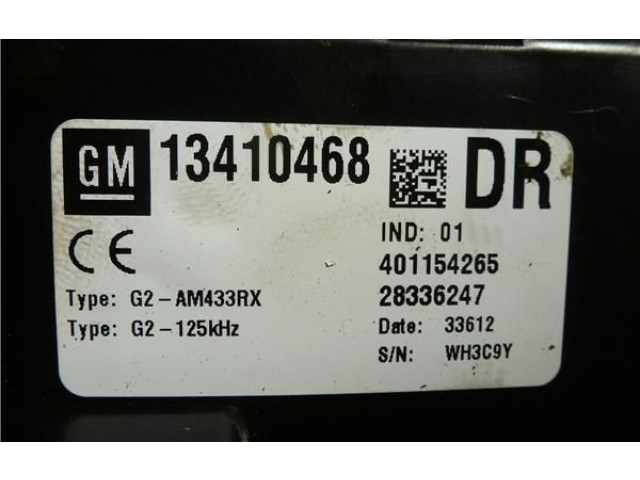 GM 13410468 DR
IND: 01
401154265
Type: G2-AM433RX 28336247
Type: G2-125kHz Date: 33612
S/N: WH3C9Y
CE